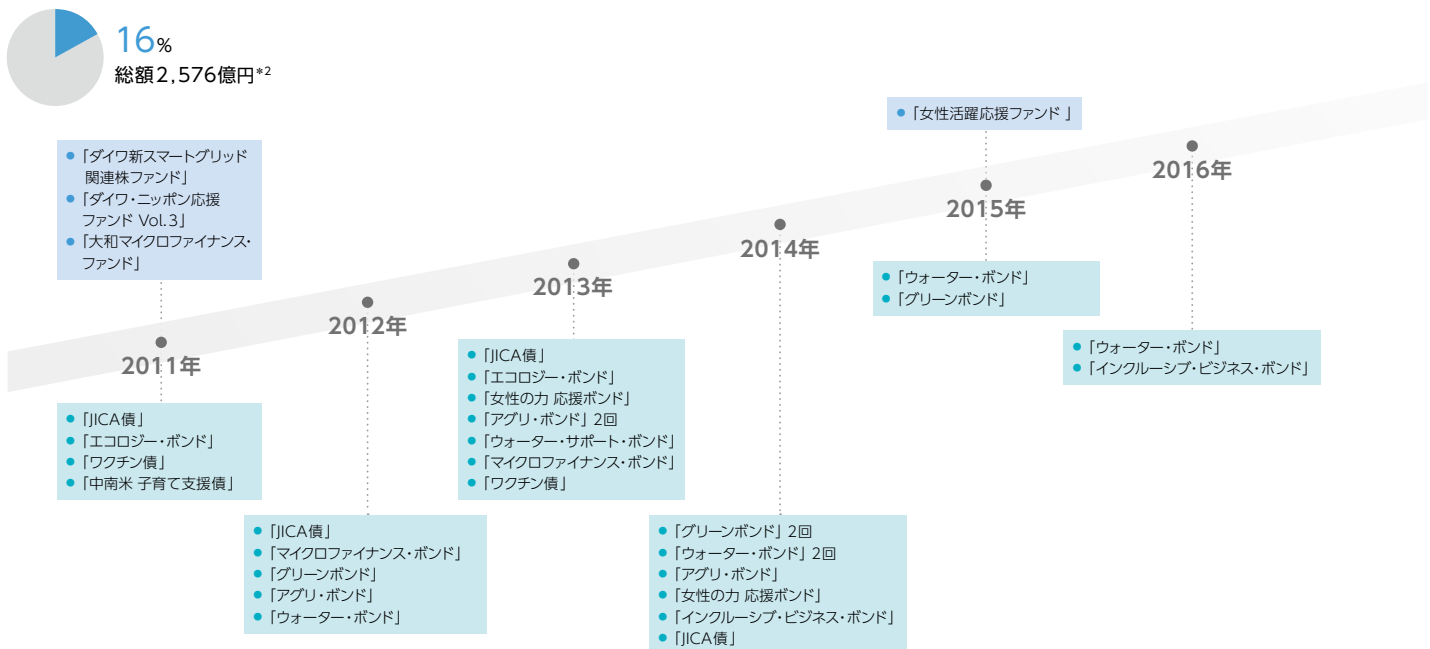 16%
総額2,576億円*2
●「ダイワ新スマートグリッド
関連株ファンド」
●「ダイワ・ニッポン応援
ファンド Vol.3」
●「大和マイクロファイナンス・
ファンド」
2011年
●「JICA債」
●「エコロジー・ボンド」
●「ワクチン債」
●「中南米 子育て支援債」
2012年
●「JICA債」
●「マイクロファイナンス・ボンド」
●「グリーンボンド」
●「アグリ・ボンド」
●「ウォーター・ボンド」
2013年
●「JICA債」
●「エコロジー・ボンド」
●「女性の力 応援ボンド」
●「アグリ・ボンド」2回
●「ウォーター・サポート・ボンド」
●「マイクロファイナンス・ボンド」
●「ワクチン債」
2014年
●「グリーンボンド」2回
●「ウォーター・ボンド」2回
●「アグリ・ボンド」
●「女性の力 応援ボンド」
●「インクルーシブ・ビジネス・ボンド」
●「JICA債」
●「女性活躍応援ファンド 」
2015年
●「ウォーター・ボンド」
●「グリーンボンド」
2016年
●「ウォーター・ボンド」
●「インクルーシブ・ビジネス・ボンド」